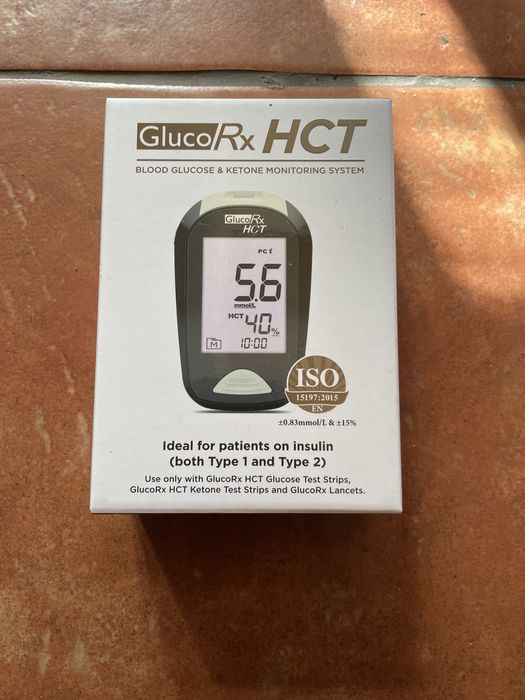 GlucoRx HCT
BLOOD GLUCOSE & KETONE MONITORING SYSTEM
GlucoRx
HCT
PC
5.6
mmol/L
HCT 40%
M 10:00
ISO
15197:2015
EN
±0.83mmol/L & ±15%
Ideal for patients on insulin
(both Type 1 and Type 2)
Use only with GlucoRx HCT Glucose Test Strips,
GlucoRx HCT Ketone Test Strips and GlucoRx Lancets.